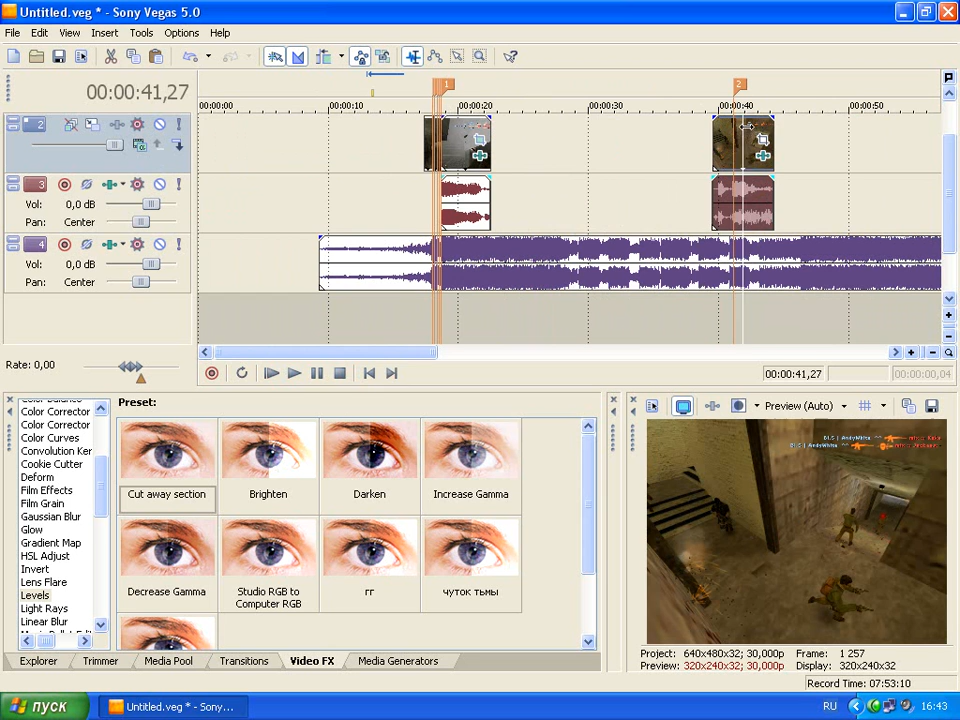 Untitled.veg * - Sony Vegas 5.0
File Edit View Insert Tools Options Help
00:00:41,27
00:00:00 00:00:10 00:00:20 00:00:30 00:00:40 00:00:50
1
2
2
3
Vol: 0,0 dB
Pan: Center
4
Vol: 0,0 dB
Pan: Center
Rate: 0,00
00:00:41,27
00:00:00,04
Color Corrector
Color Corrector
Color Curves
Convolution Ker
Cookie Cutter
Deform
Film Effects
Film Grain
Gaussian Blur
Glow
Gradient Map
HSL Adjust
Invert
Lens Flare
Levels
Light Rays
Linear Blur
Preset:
Cut away section
Brighten
Darken
Increase Gamma
Decrease Gamma
Studio RGB to
Computer RGB
гг
чуток тьмы
Explorer Trimmer Media Pool Transitions Video FX Media Generators
Preview (Auto)
Project: 640x480x32; 30,000p Frame: 1 257
Preview: 320x240x32; 30,000p Display: 320x240x32
Record Time: 07:53:10
пуск
Untitled.veg * - Sony...
RU
16:43